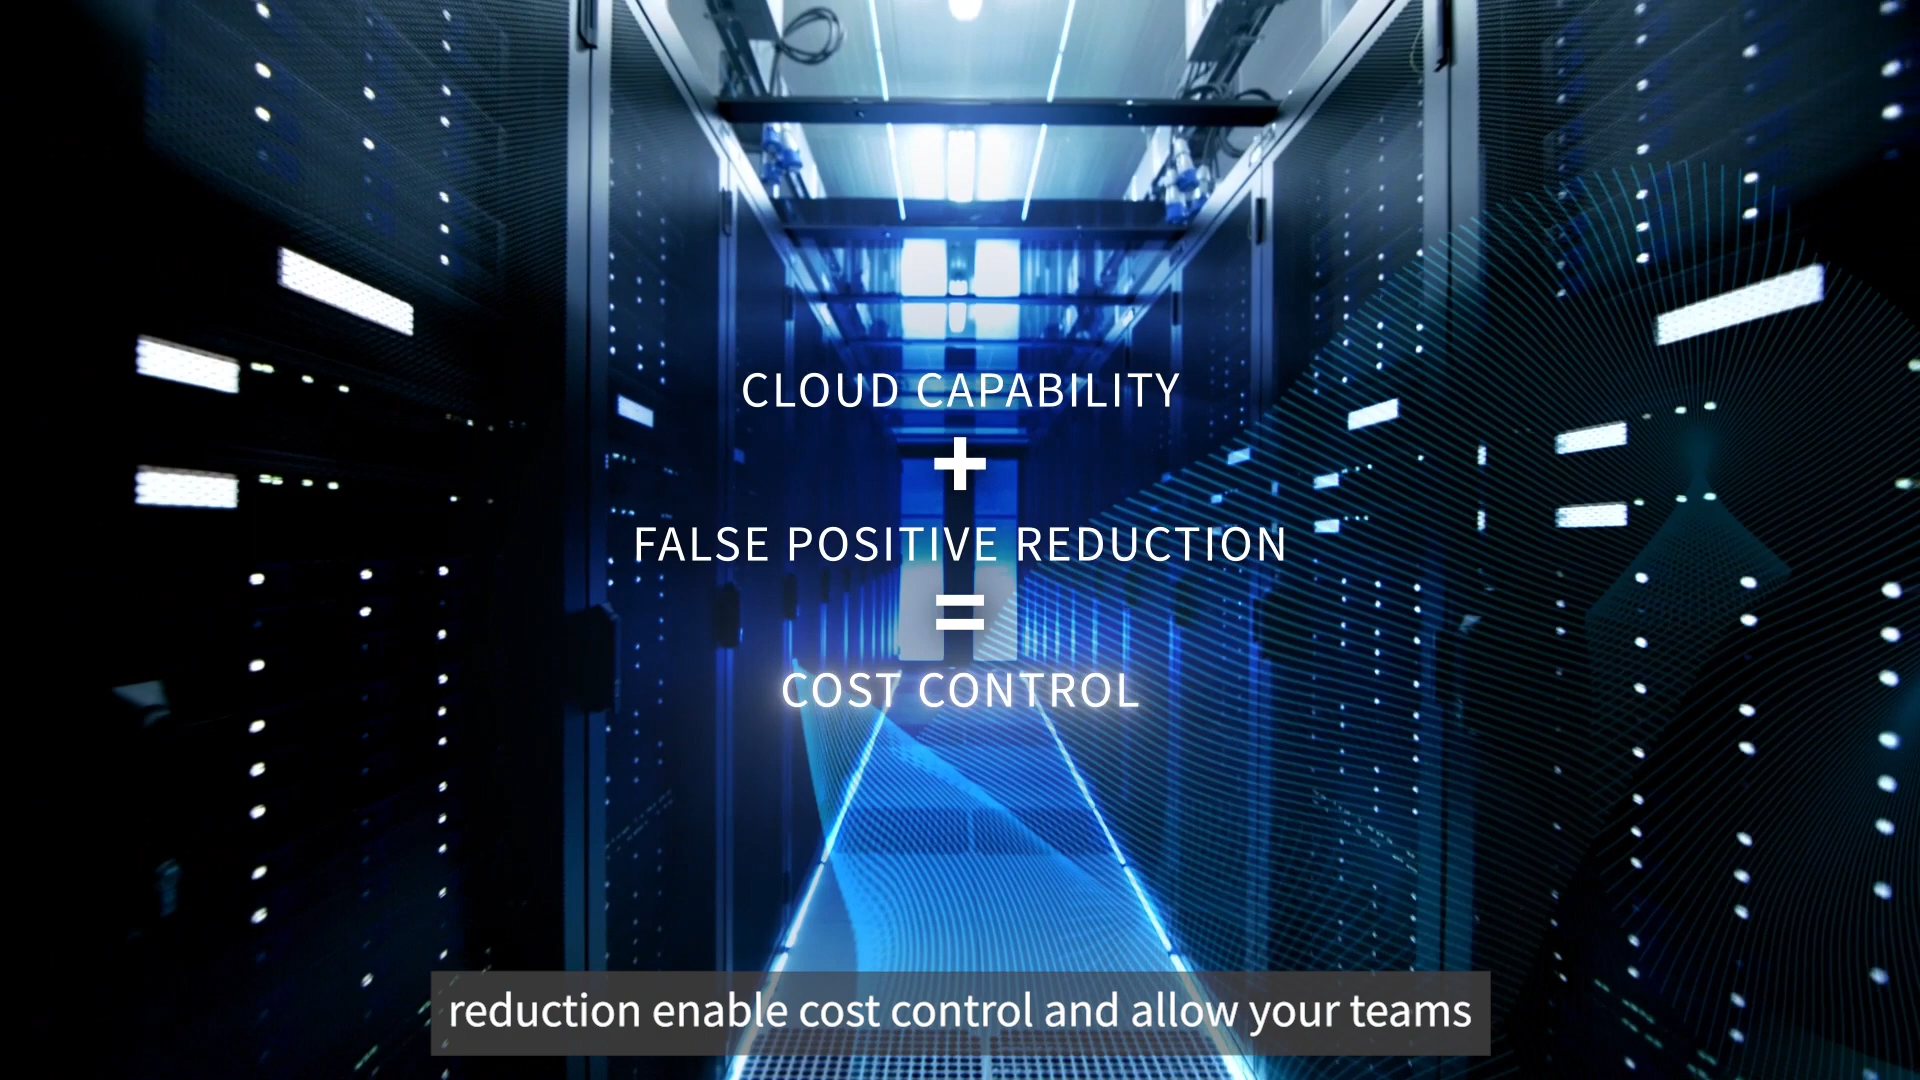 CLOUD CAPABILITY
+
FALSE POSITIVE REDUCTION
=
COST CONTROL
reduction enable cost control and allow your teams